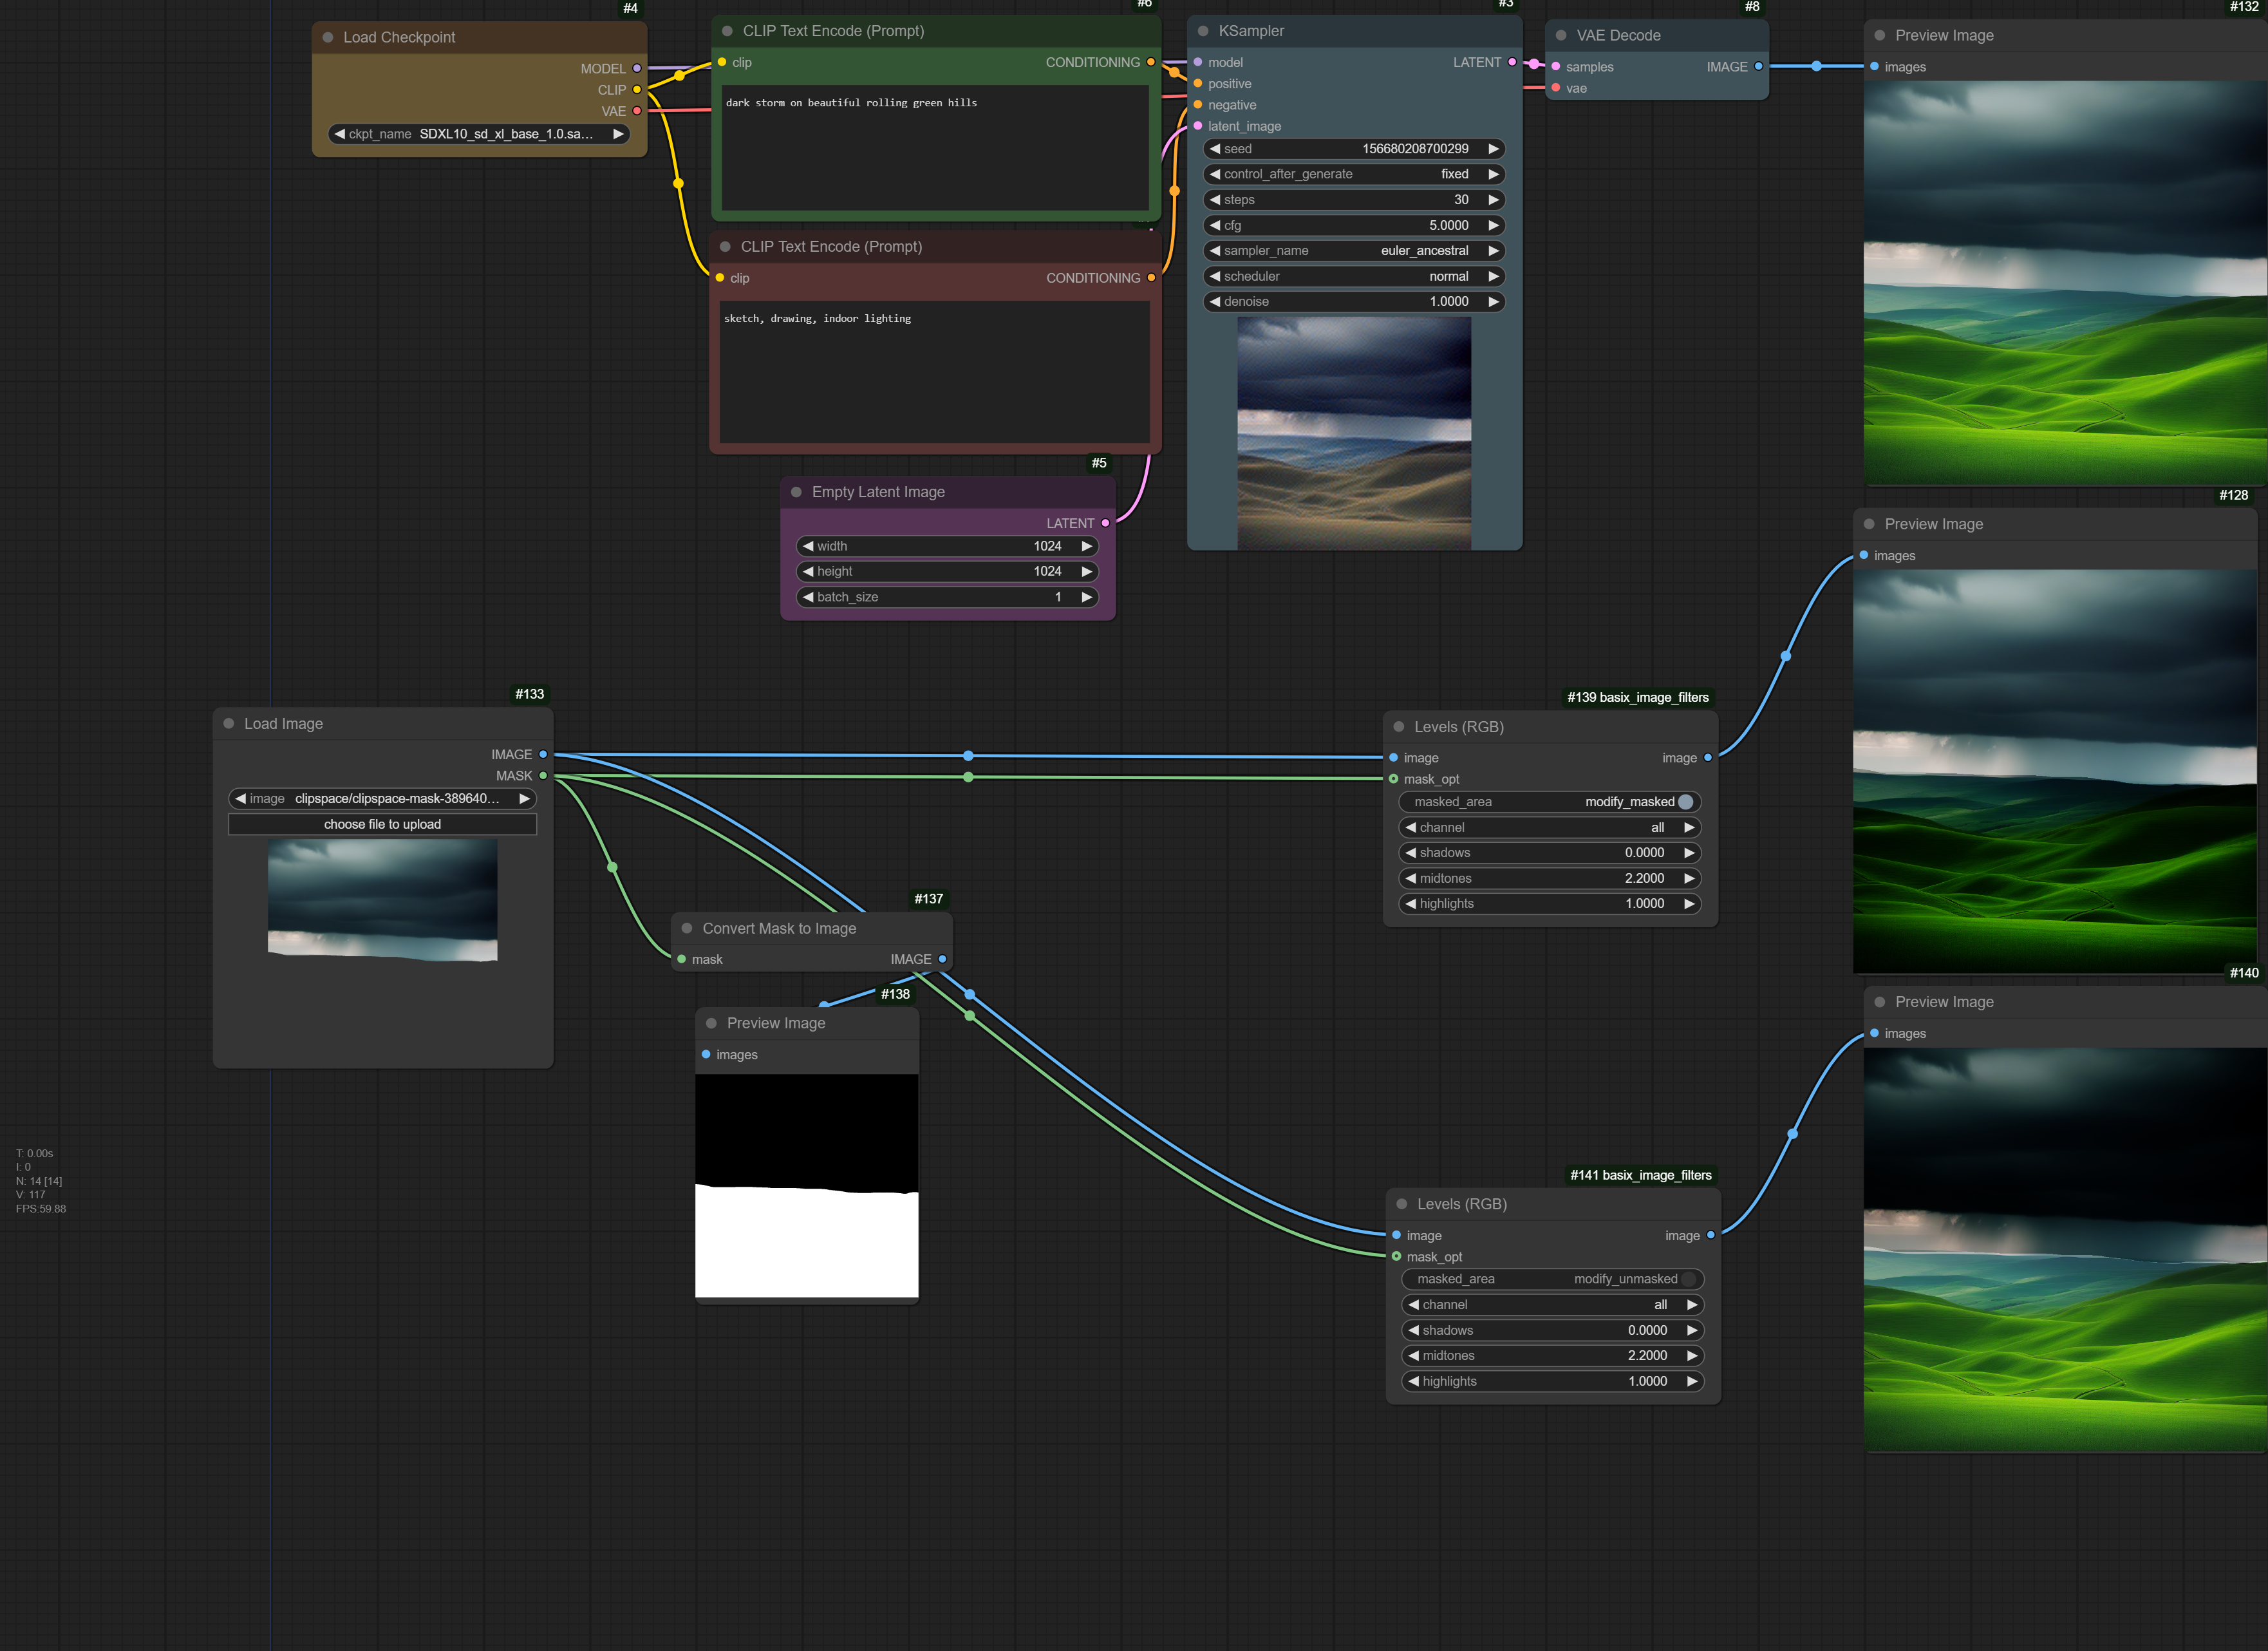 #4
Load Checkpoint
MODEL
CLIP
VAE
ckpt_name SDXL10_sd_xl_base_1.0.sa...
#6
CLIP Text Encode (Prompt)
clip CONDITIONING
dark storm on beautiful rolling green hills
CLIP Text Encode (Prompt)
clip CONDITIONING
sketch, drawing, indoor lighting
#5
Empty Latent Image
LATENT
width 1024
height 1024
batch_size 1
#3
KSampler
model LATENT
positive
negative
latent_image
seed 156680208700299
control_after_generate fixed
steps 30
cfg 5.0000
sampler_name euler_ancestral
scheduler normal
denoise 1.0000
#8
VAE Decode
samples IMAGE
vae
#132
Preview Image
images
#128
Preview Image
images
#133
Load Image
IMAGE
MASK
image clipspace/clipspace-mask-389640...
choose file to upload
#139 basix_image_filters
Levels (RGB)
image image
mask_opt
masked_area modify_masked
channel all
shadows 0.0000
midtones 2.2000
highlights 1.0000
#137
Convert Mask to Image
mask IMAGE
#138
Preview Image
images
#140
Preview Image
images
#141 basix_image_filters
Levels (RGB)
image image
mask_opt
masked_area modify_unmasked
channel all
shadows 0.0000
midtones 2.2000
highlights 1.0000
T: 0.00s
I: 0
N: 14 [14]
V: 117
FPS:59.88